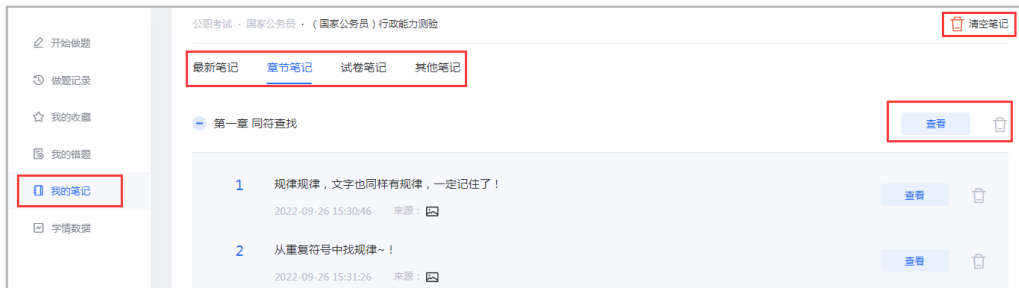 公职考试 · 国家公务员 · （国家公务员）行政能力测验
清空笔记
开始做题
做题记录
我的收藏
我的错题
我的笔记
学情数据
最新笔记 章节笔记 试卷笔记 其他笔记
第一章 同符查找 查看
1 规律规律，文字也同样有规律，一定记住了！ 查看
2022-09-26 15:30:46 来源：
2 从重复符号中找规律~！ 查看
2022-09-26 15:31:26 来源：